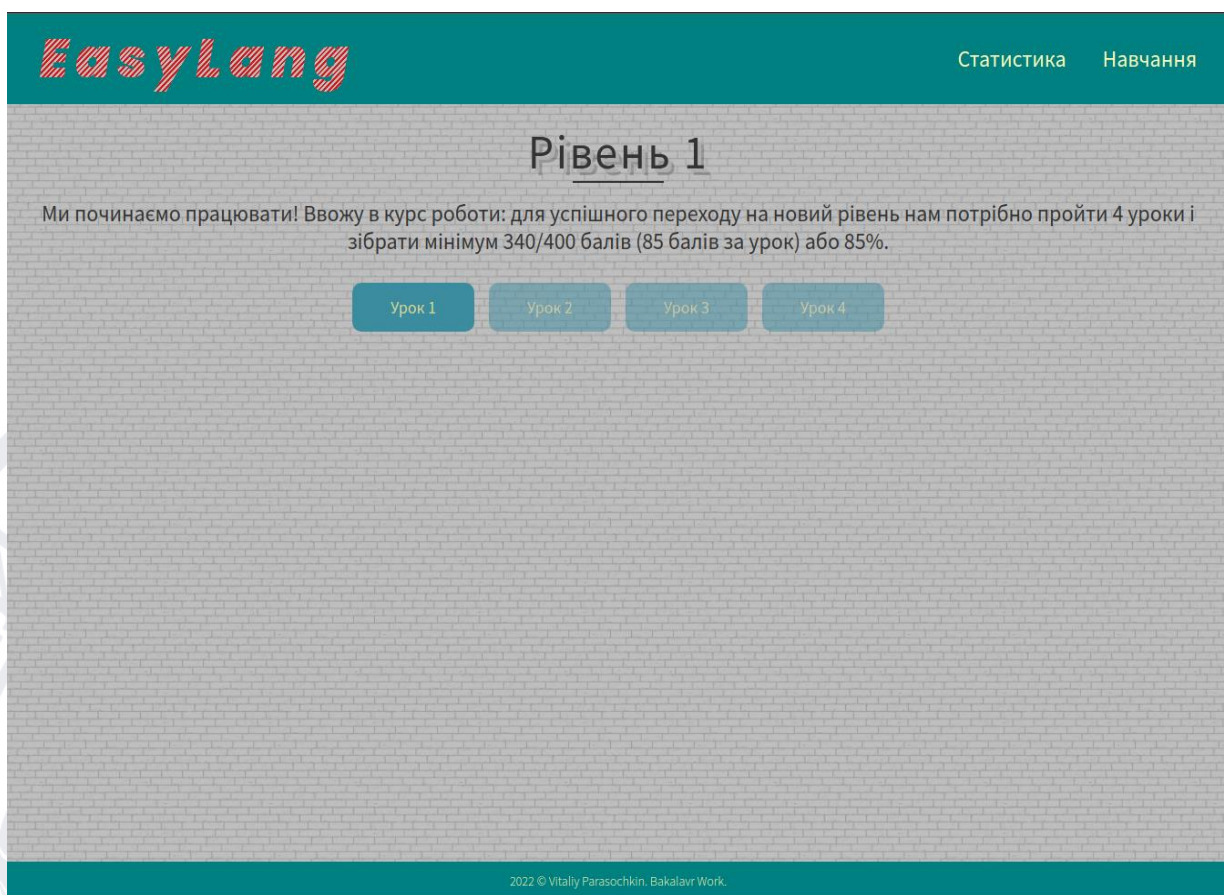 EasyLang
Статистика Навчання
Рівень 1
Ми починаємо працювати! Ввожу в курс роботи: для успішного переходу на новий рівень нам потрібно пройти 4 уроки і
зібрати мінімум 340/400 балів (85 балів за урок) або 85%.
Урок 1 Урок 2 Урок 3 Урок 4
2022 © Vitaliy Parasochkin. Bakalavr Work.